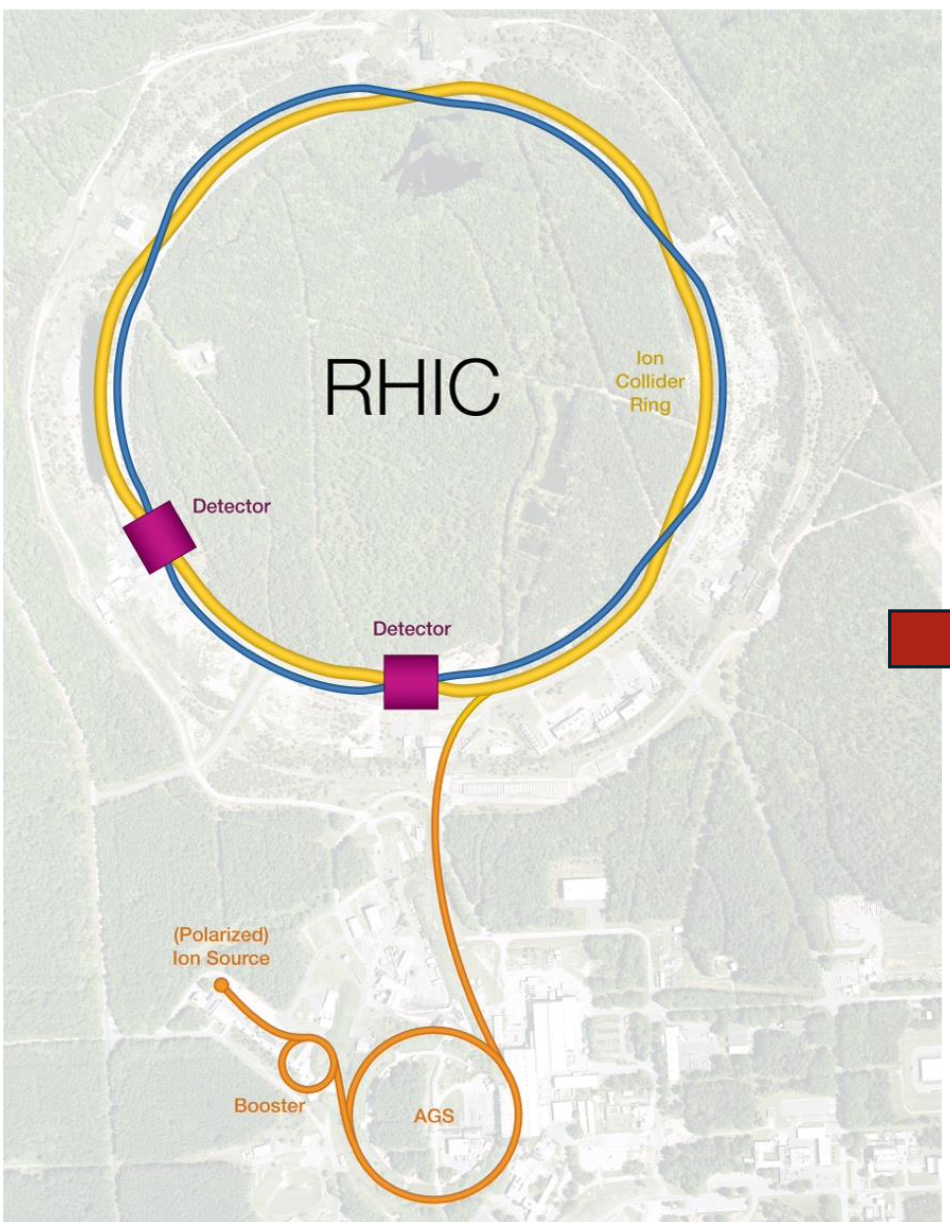 RHIC
Ion
Collider
Ring
Detector
Detector
(Polarized)
Ion Source
Booster
AGS